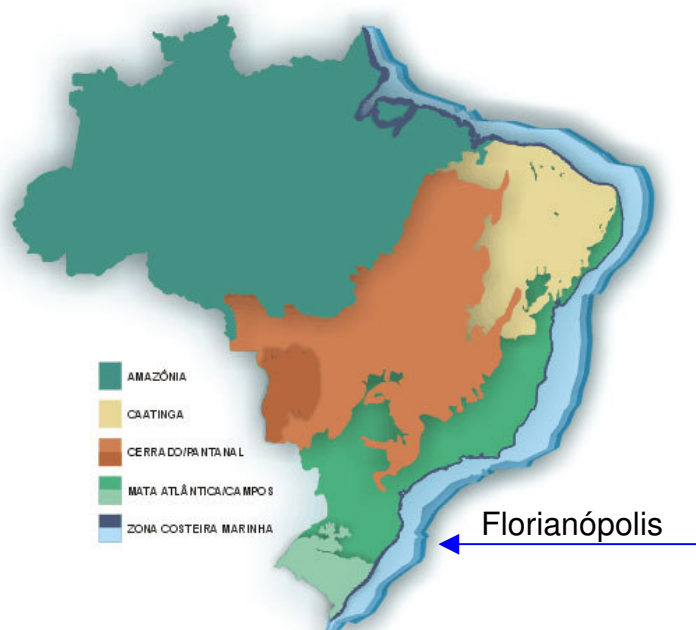 AMAZÔNIA
CAATINGA
CERRADO/PANTANAL
MATA ATLÂNTICA/CAMPOS
ZONA COSTEIRA MARINHA
Florianópolis